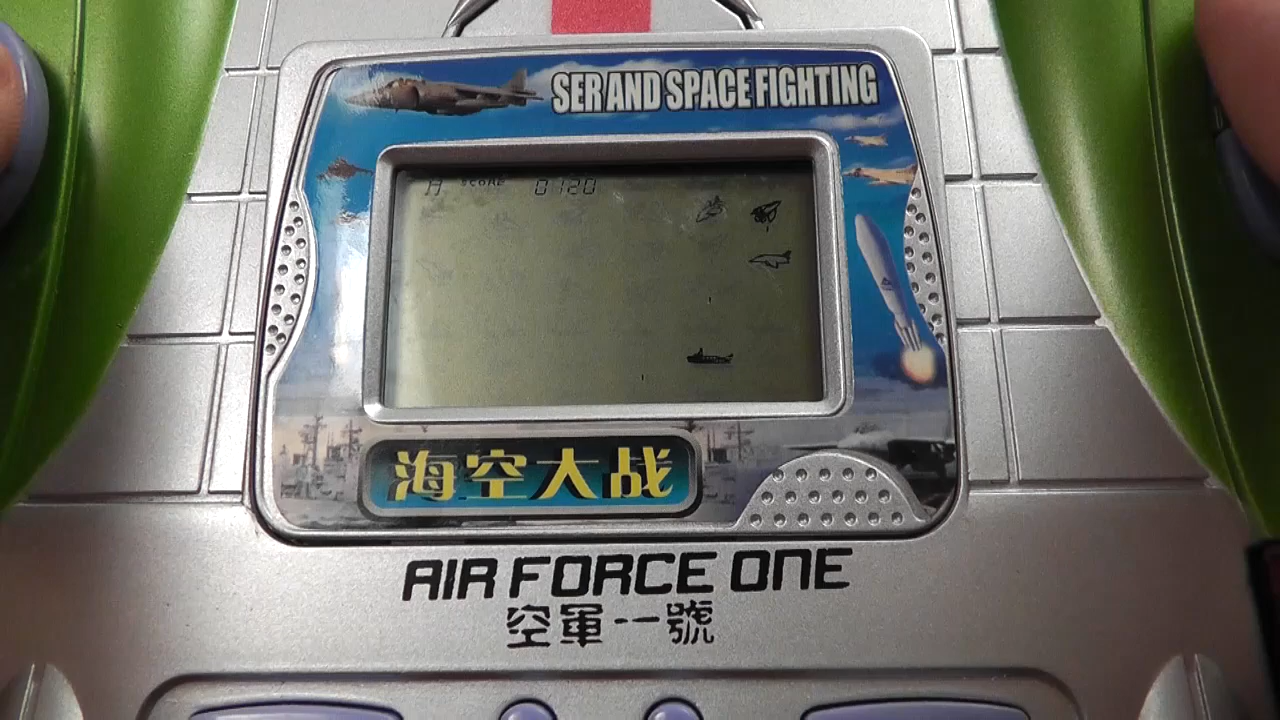 SER AND SPACE FIGHTING
SCORE 0120
海空大战
AIR FORCE ONE
空軍一號